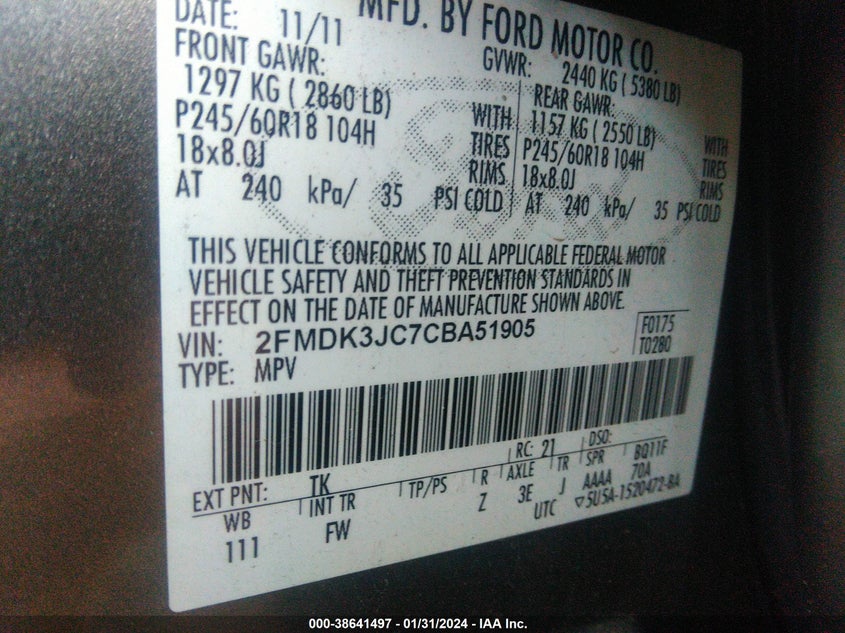 DATE: 11/11 MFD. BY FORD MOTOR CO.
FRONT GAWR: GVWR: 2440 KG ( 5380 LB)
1297 KG ( 2860 LB) REAR GAWR:
1157 KG ( 2550 LB)
P245/60R18 104H WITH P245/60R18 104H WITH
18x8.0J TIRES 18x8.0J TIRES
RIMS RIMS
AT 240 kPa/ 35 PSI COLD AT 240 kPa/ 35 PSI COLD
THIS VEHICLE CONFORMS TO ALL APPLICABLE FEDERAL MOTOR
VEHICLE SAFETY AND THEFT PREVENTION STANDARDS IN
EFFECT ON THE DATE OF MANUFACTURE SHOWN ABOVE.
VIN: 2FMDK3JC7CBA51905 F0175
TYPE: MPV T0280
EXT PNT: TK RC: 21 DSO:
WB INT TR TP/PS R AXLE TR SPR BQ11F
111 FW Z 3E J AAAA 70A
UTC ▽5U5A-1520472-BA
000-38641497 - 01/31/2024 - IAA Inc.